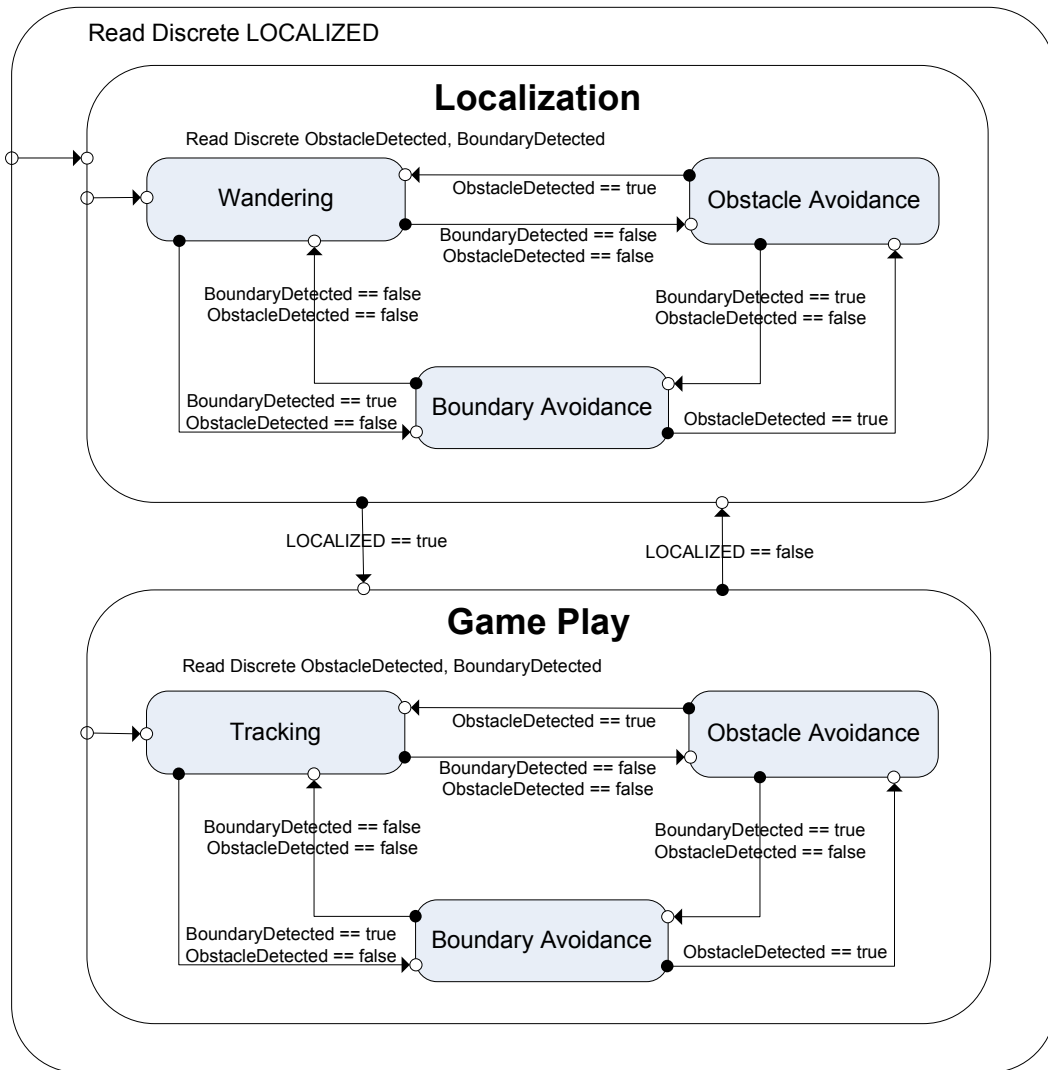 Read Discrete LOCALIZED
Localization
Read Discrete ObstacleDetected, BoundaryDetected
Wandering
ObstacleDetected == true
Obstacle Avoidance
BoundaryDetected == false
ObstacleDetected == false
BoundaryDetected == false
ObstacleDetected == false
BoundaryDetected == true
ObstacleDetected == false
Boundary Avoidance
BoundaryDetected == true
ObstacleDetected == false
ObstacleDetected == true
LOCALIZED == true
LOCALIZED == false
Game Play
Read Discrete ObstacleDetected, BoundaryDetected
Tracking
ObstacleDetected == true
Obstacle Avoidance
BoundaryDetected == false
ObstacleDetected == false
BoundaryDetected == false
ObstacleDetected == false
BoundaryDetected == true
ObstacleDetected == false
Boundary Avoidance
BoundaryDetected == true
ObstacleDetected == false
ObstacleDetected == true